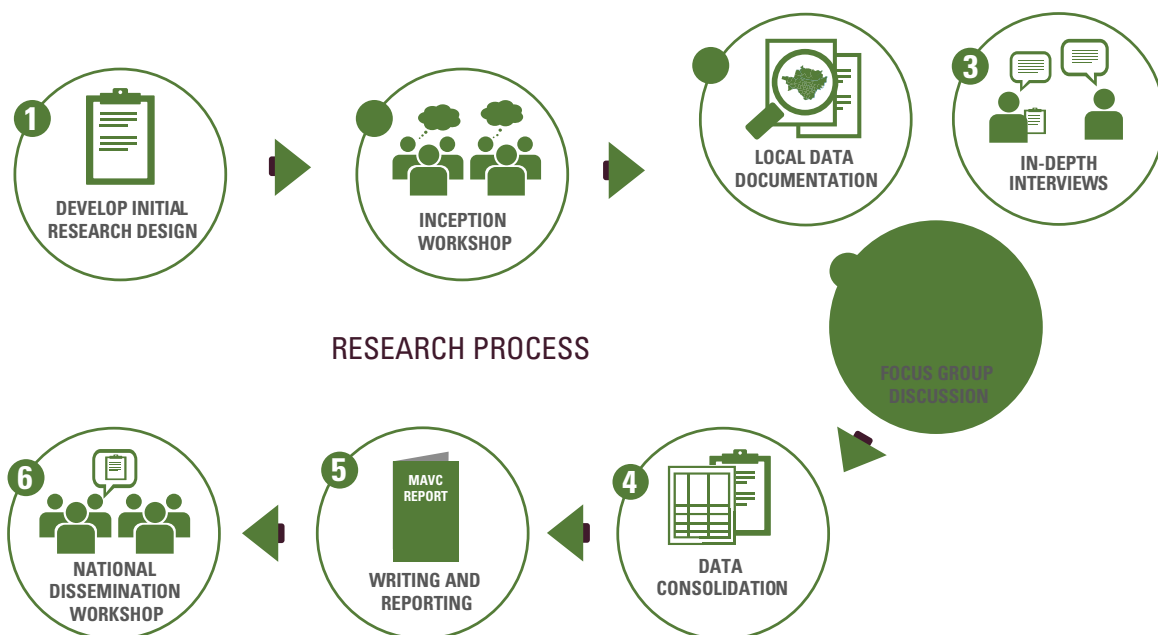 1
DEVELOP INITIAL
RESEARCH DESIGN
INCEPTION
WORKSHOP
LOCAL DATA
DOCUMENTATION
3
IN-DEPTH
INTERVIEWS
FOCUS GROUP
DISCUSSION
RESEARCH PROCESS
4
DATA
CONSOLIDATION
5
MAVC
REPORT
WRITING AND
REPORTING
6
NATIONAL
DISSEMINATION
WORKSHOP